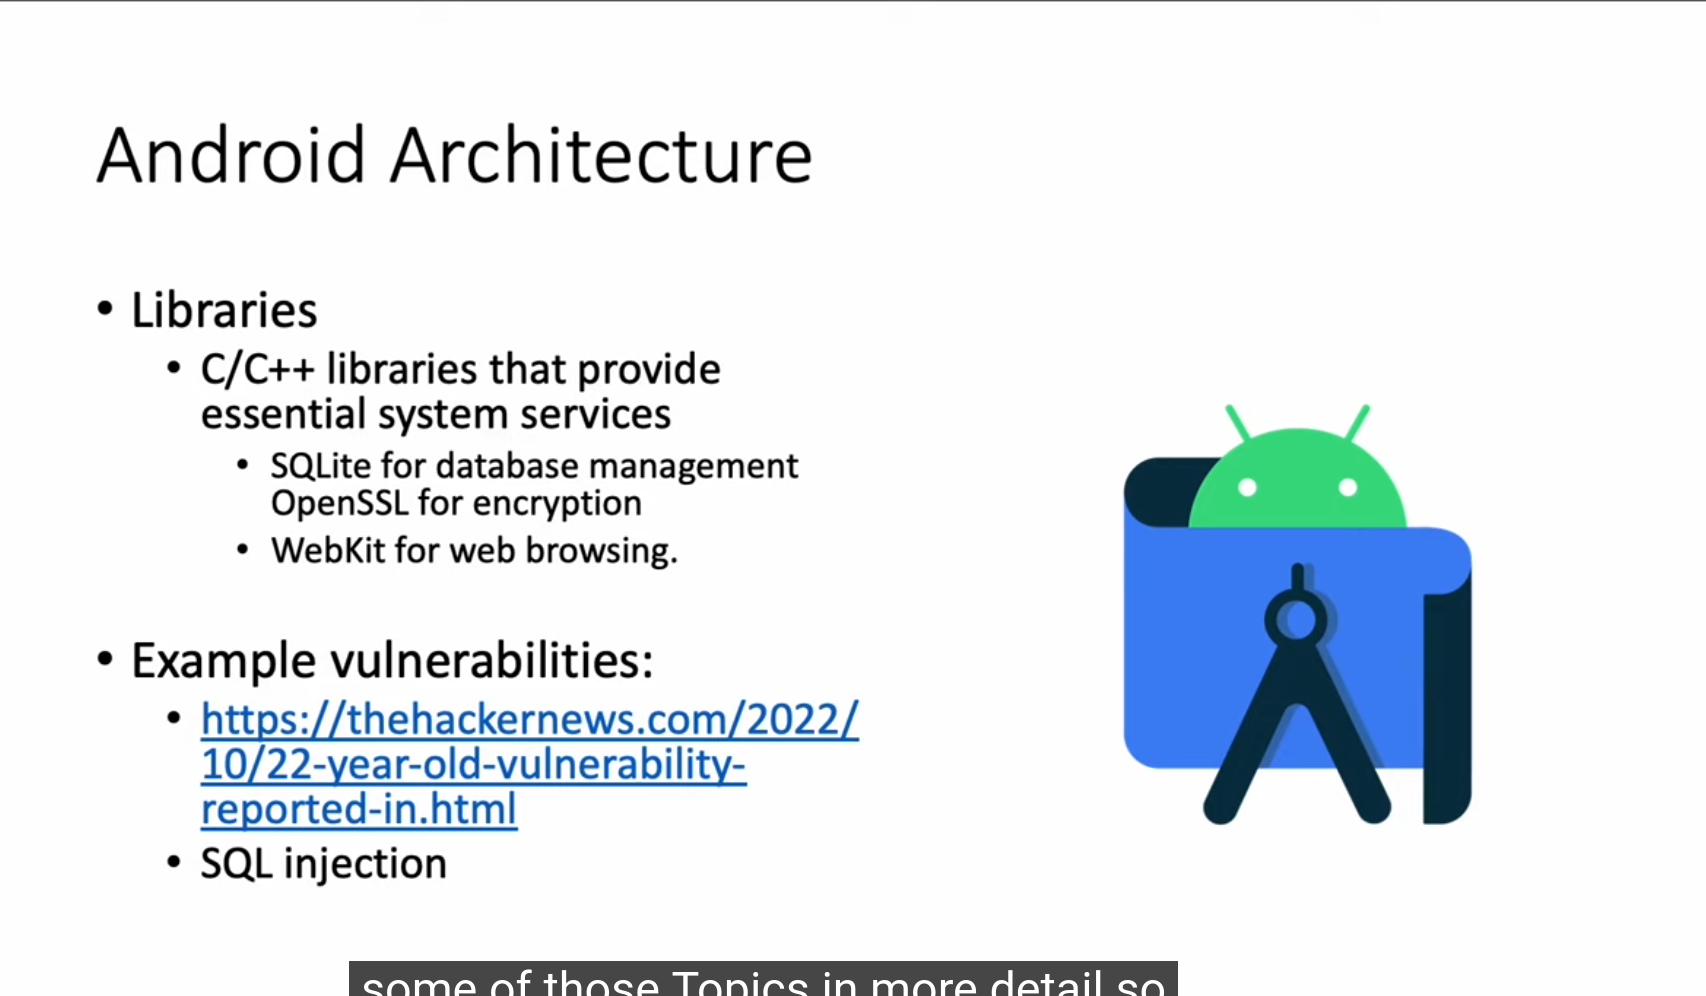 Android Architecture
• Libraries
• C/C++ libraries that provide
essential system services
• SQLite for database management
OpenSSL for encryption
• WebKit for web browsing.
• Example vulnerabilities:
• https://thehackernews.com/2022/
10/22-year-old-vulnerability-
reported-in.html
• SQL injection
some of those Topics in more detail so